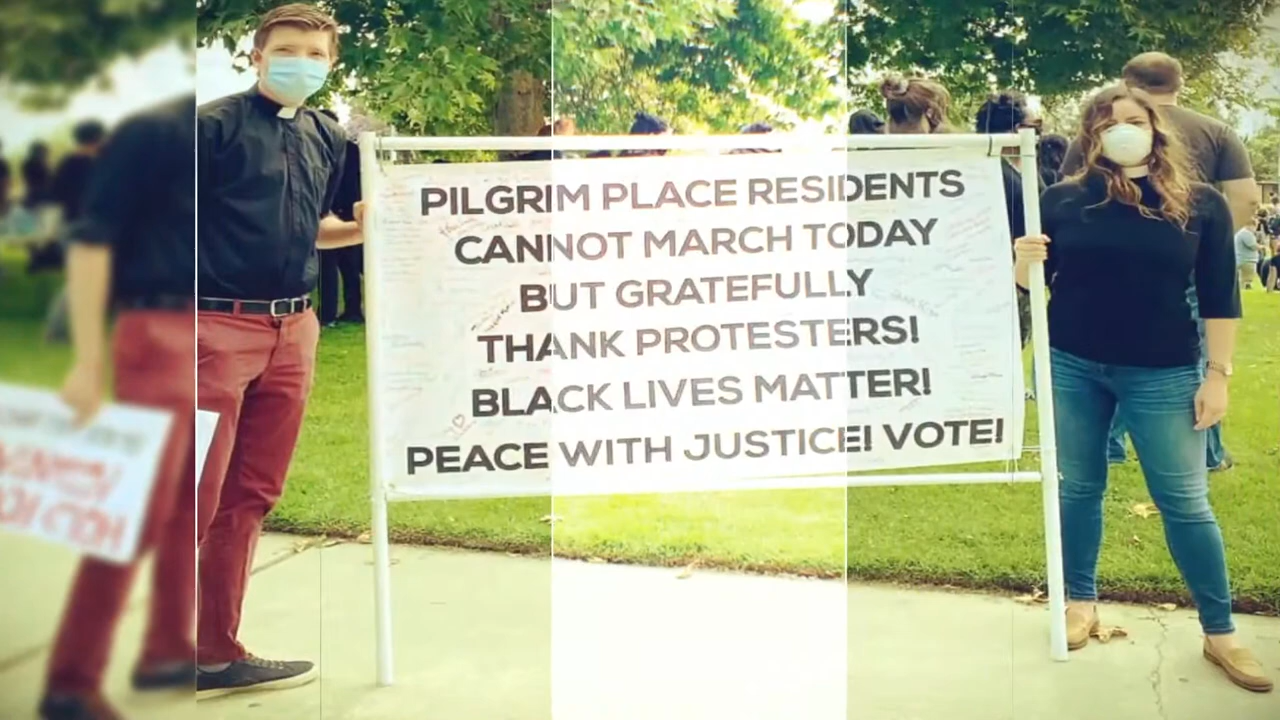 PILGRIM PLACE RESIDENTS
CANNOT MARCH TODAY
BUT GRATEFULLY
THANK PROTESTERS!
BLACK LIVES MATTER!
PEACE WITH JUSTICE! VOTE!